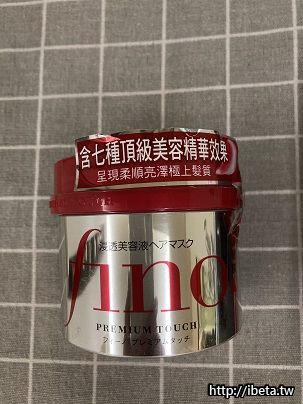 含七種頂級美容精華效果
呈現柔順亮澤極上髮質
浸透美容液ヘアマスク
fino
PREMIUM TOUCH
フィーノ プレミアムタッチ
http://ibeta.tw